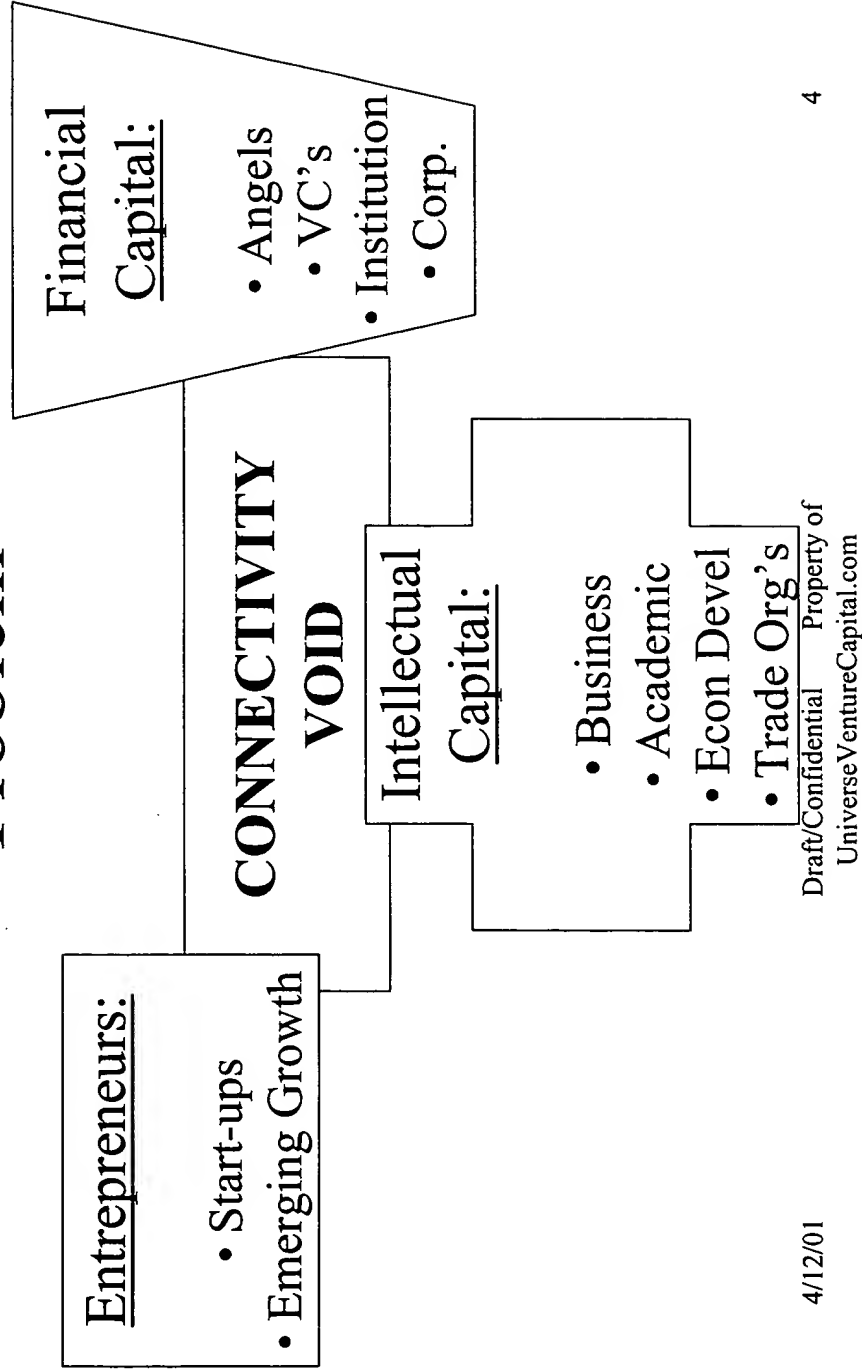 Entrepreneurs:
• Start-ups
• Emerging Growth
CONNECTIVITY
VOID
Financial
Capital:
• Angels
• VC's
• Institution
• Corp.
Intellectual
Capital:
• Business
• Academic
• Econ Devel
• Trade Org's
4/12/01
Draft/Confidential Property of
UniverseVentureCapital.com
4